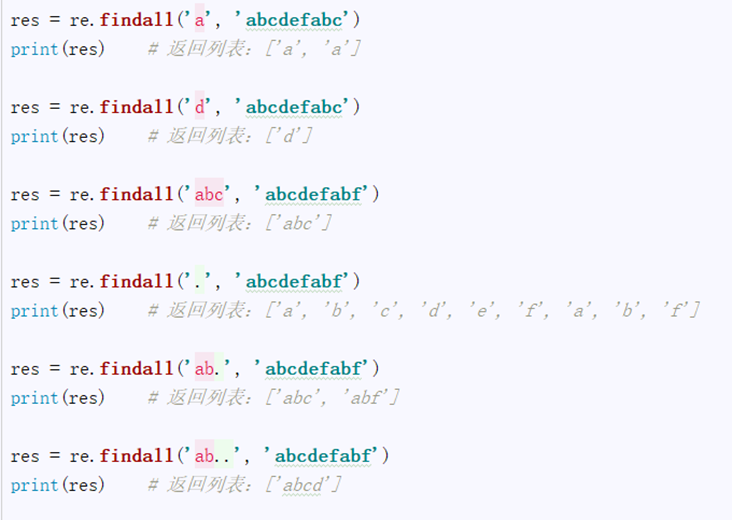 res = re.findall('a', 'abcdefabc')
print(res)    # 返回列表：['a', 'a']
res = re.findall('d', 'abcdefabc')
print(res)    # 返回列表：['d']
res = re.findall('abc', 'abcdefabf')
print(res)    # 返回列表：['abc']
res = re.findall('.', 'abcdefabf')
print(res)    # 返回列表：['a', 'b', 'c', 'd', 'e', 'f', 'a', 'b', 'f']
res = re.findall('ab.', 'abcdefabf')
print(res)    # 返回列表：['abc', 'abf']
res = re.findall('ab..', 'abcdefabf')
print(res)    # 返回列表：['abcd']